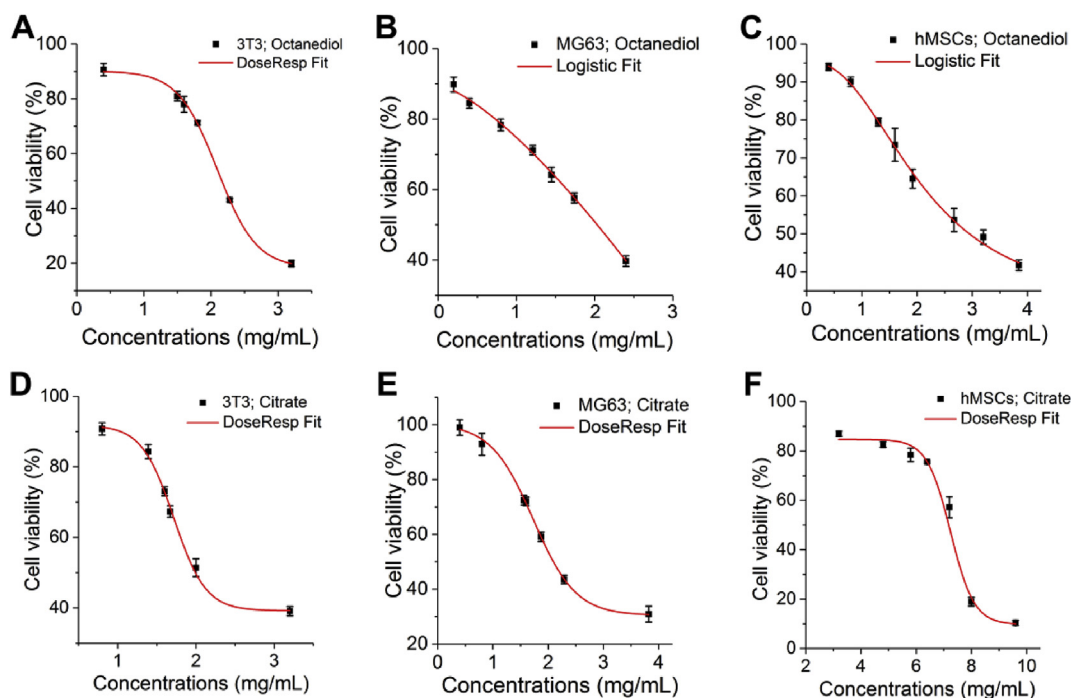 A
3T3; Octanediol
DoseResp Fit
100
80
60
40
20
Cell viability (%)
0 1 2 3
Concentrations (mg/mL)
B
MG63; Octanediol
Logistic Fit
100
80
60
40
Cell viability (%)
0 1 2 3
Concentrations (mg/mL)
C
hMSCs; Octanediol
Logistic Fit
100
90
80
70
60
50
40
Cell viability (%)
0 1 2 3 4
Concentrations (mg/mL)
D
3T3; Citrate
DoseResp Fit
100
80
60
40
Cell viability (%)
1 2 3
Concentrations (mg/mL)
E
MG63; Citrate
DoseResp Fit
100
80
60
40
20
Cell viability (%)
0 1 2 3 4
Concentrations (mg/mL)
F
hMSCs; Citrate
DoseResp Fit
100
80
60
40
20
0
Cell viability (%)
2 4 6 8 10
Concentrations (mg/mL)